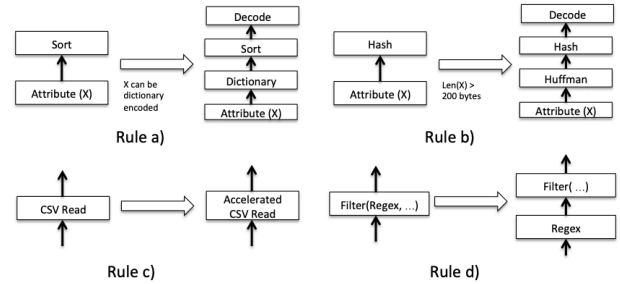 Sort
Attribute (X)
X can be
dictionary
encoded
Decode
Sort
Dictionary
Attribute (X)
Rule a)
Hash
Attribute (X)
Len(X) >
200 bytes
Decode
Hash
Huffman
Attribute (X)
Rule b)
CSV Read
Accelerated
CSV Read
Rule c)
Filter(Regex, ...)
Filter( ...)
Regex
Rule d)